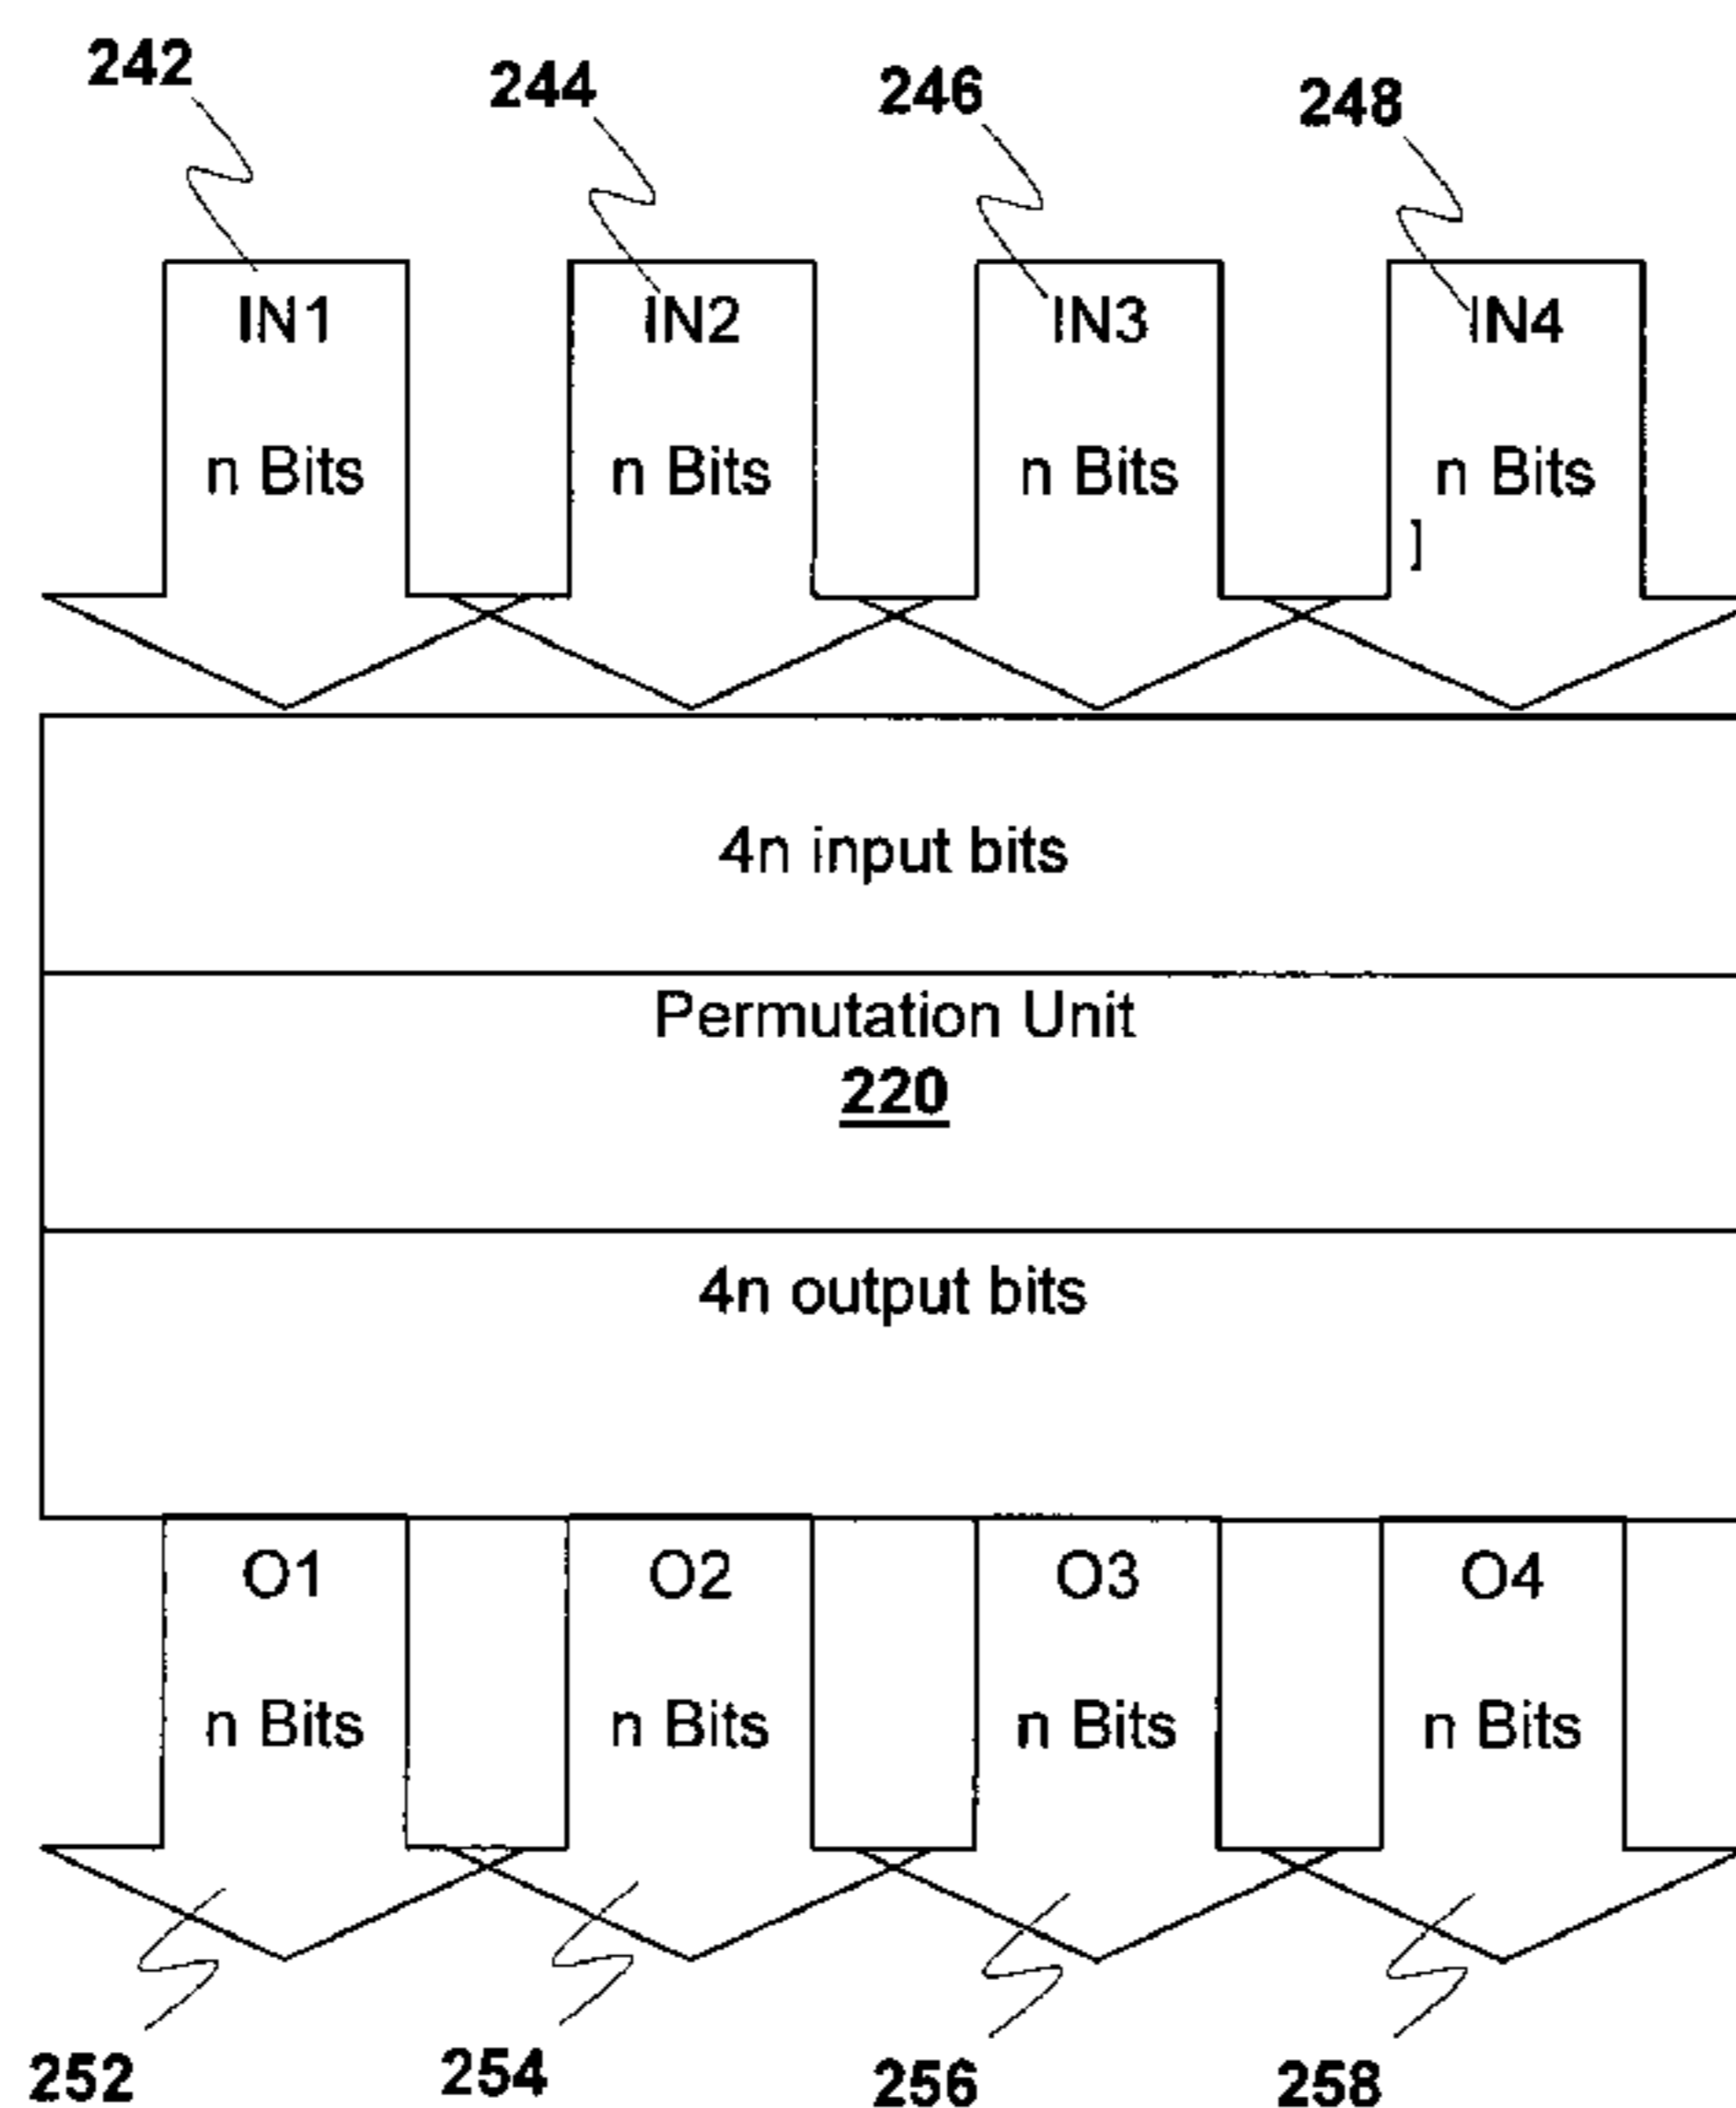 242 244 246 248
IN1 IN2 IN3 IN4
n Bits n Bits n Bits n Bits
]
4n input bits
Permutation Unit
220
4n output bits
O1 O2 O3 O4
n Bits n Bits n Bits n Bits
252 254 256 258